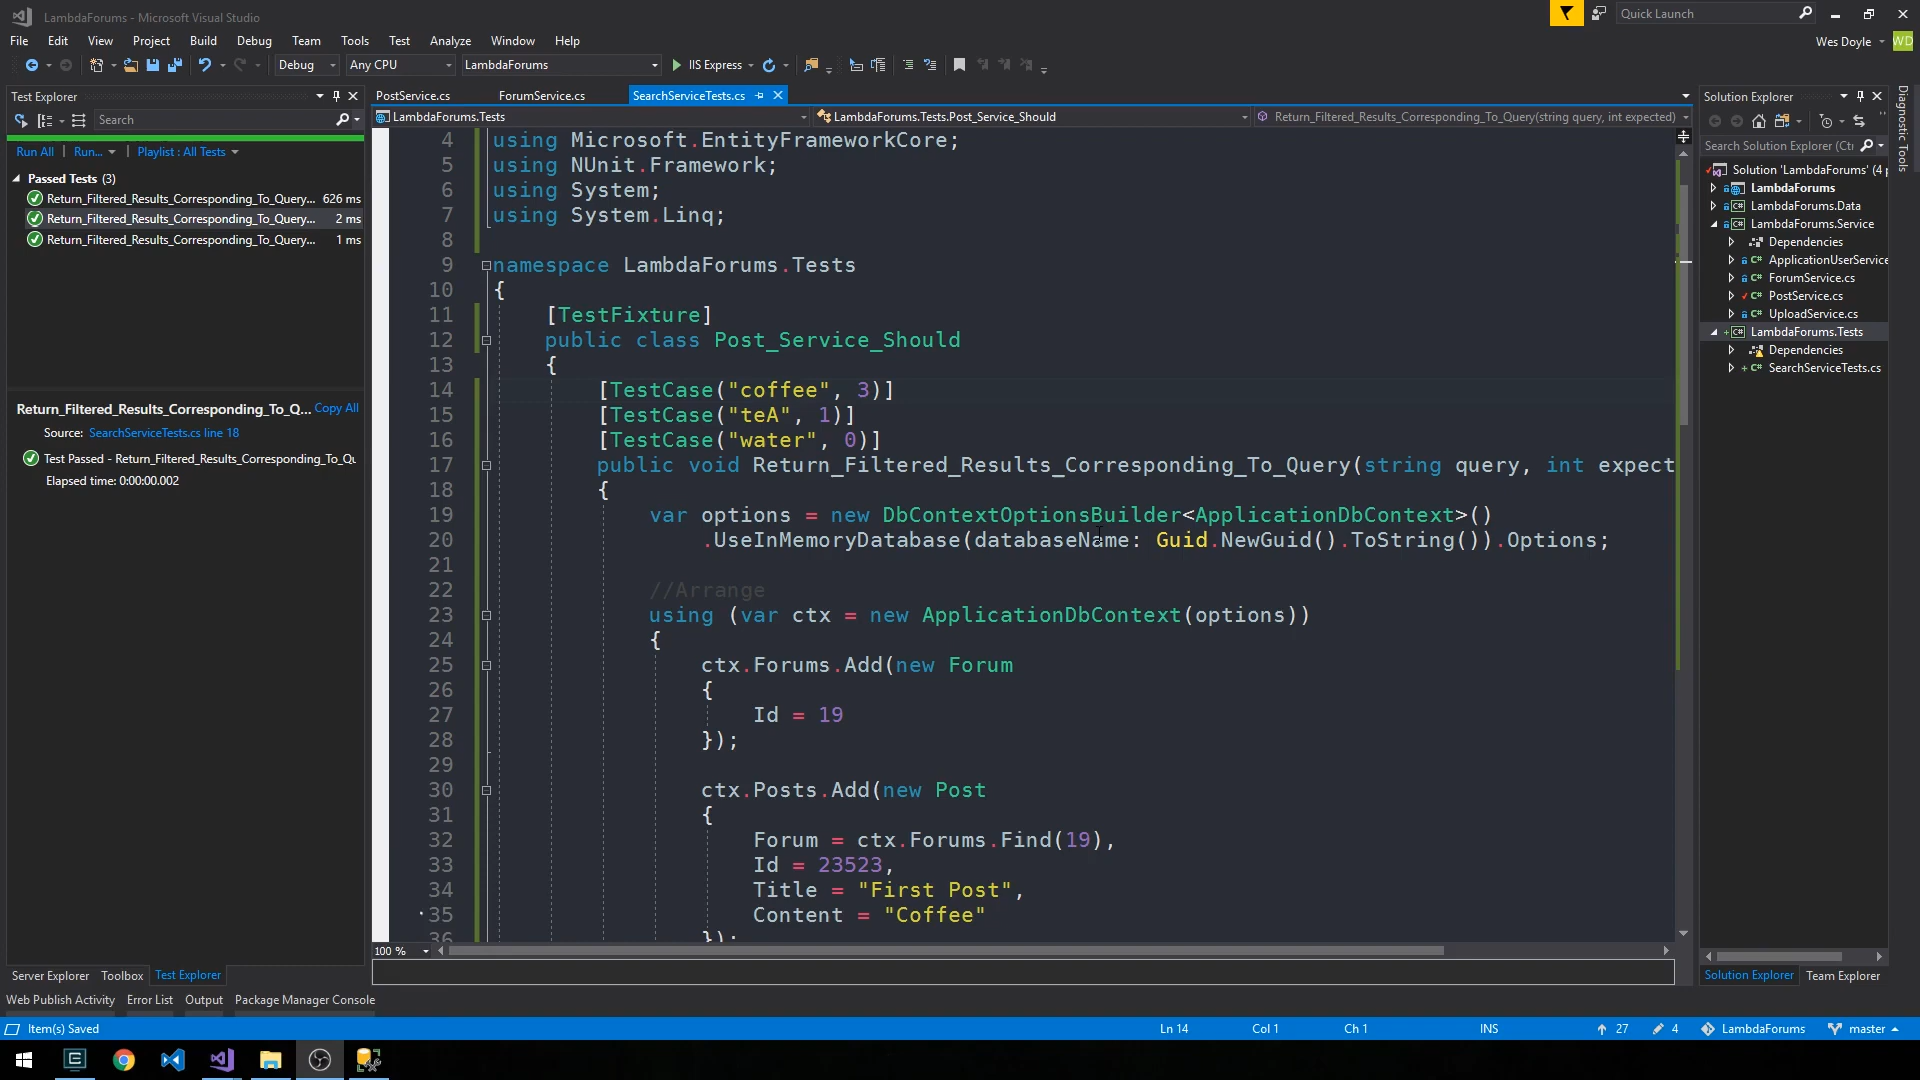 LambdaForums - Microsoft Visual Studio
Quick Launch
File Edit View Project Build Debug Team Tools Test Analyze Window Help
Wes Doyle WD
Debug Any CPU LambdaForums IIS Express
Test Explorer
Search
Run All | Run... | Playlist : All Tests
Passed Tests (3)
Return_Filtered_Results_Corresponding_To_Query... 626 ms
Return_Filtered_Results_Corresponding_To_Query... 2 ms
Return_Filtered_Results_Corresponding_To_Query... 1 ms
Return_Filtered_Results_Corresponding_To_Q... Copy All
Source: SearchServiceTests.cs line 18
Test Passed - Return_Filtered_Results_Corresponding_To_Qu
Elapsed time: 0:00:00.002
Server Explorer Toolbox Test Explorer
PostService.cs ForumService.cs SearchServiceTests.cs
LambdaForums.Tests LambdaForums.Tests.Post_Service_Should Return_Filtered_Results_Corresponding_To_Query(string query, int expected)
4 using Microsoft.EntityFrameworkCore;
5 using NUnit.Framework;
6 using System;
7 using System.Linq;
8
9 namespace LambdaForums.Tests
10 {
11 [TestFixture]
12 public class Post_Service_Should
13 {
14 [TestCase("coffee", 3)]
15 [TestCase("teA", 1)]
16 [TestCase("water", 0)]
17 public void Return_Filtered_Results_Corresponding_To_Query(string query, int expect
18 {
19 var options = new DbContextOptionsBuilder<ApplicationDbContext>()
20 .UseInMemoryDatabase(databaseName: Guid.NewGuid().ToString()).Options;
21
22 //Arrange
23 using (var ctx = new ApplicationDbContext(options))
24 {
25 ctx.Forums.Add(new Forum
26 {
27 Id = 19
28 });
29
30 ctx.Posts.Add(new Post
31 {
32 Forum = ctx.Forums.Find(19),
33 Id = 23523,
34 Title = "First Post",
35 Content = "Coffee"
36 });
100 %
Solution Explorer
Search Solution Explorer (Ctr
Solution 'LambdaForums' (4 p
LambdaForums
LambdaForums.Data
LambdaForums.Service
Dependencies
ApplicationUserService
ForumService.cs
PostService.cs
UploadService.cs
LambdaForums.Tests
Dependencies
SearchServiceTests.cs
Solution Explorer Team Explorer
Diagnostic Tools
Web Publish Activity Error List Output Package Manager Console
Item(s) Saved Ln 14 Col 1 Ch 1 INS 27 4 LambdaForums master